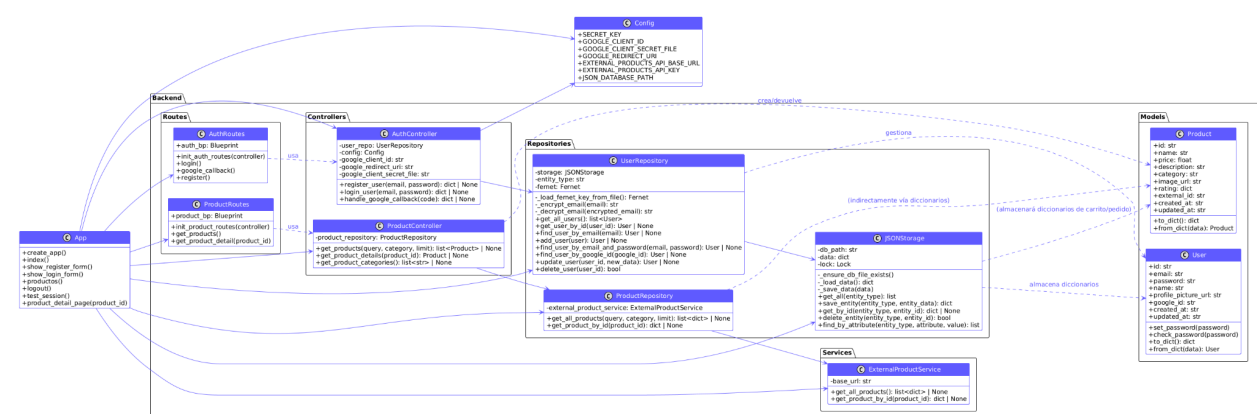 C Config
+SECRET_KEY
+GOOGLE_CLIENT_ID
+GOOGLE_CLIENT_SECRET_FILE
+GOOGLE_REDIRECT_URI
+EXTERNAL_PRODUCTS_API_BASE_URL
+EXTERNAL_PRODUCTS_API_KEY
+JSON_DATABASE_PATH
Backend
crea/devuelve
Routes
C AuthRoutes
+auth_bp: Blueprint
+init_auth_routes(controller)
+login()
+google_callback()
+register()
usa
C ProductRoutes
+product_bp: Blueprint
+init_product_routes(controller)
+get_products()
+get_product_detail(product_id)
usa
C App
+create_app()
+index()
+show_register_form()
+show_login_form()
+productos()
+logout()
+test_session()
+product_detail_page(product_id)
Controllers
C AuthController
-user_repo: UserRepository
-config: Config
-google_client_id: str
-google_redirect_uri: str
-google_client_secret_file: str
+register_user(email, password): dict | None
+login_user(email, password): dict | None
+handle_google_callback(code): dict | None
C ProductController
-product_repository: ProductRepository
+get_products(query, category, limit): list<Product> | None
+get_product_details(product_id): Product | None
+get_product_categories(): list<str> | None
Repositories
C UserRepository
-storage: JSONStorage
-entity_type: str
-fernet: Fernet
-_load_fernet_key_from_file(): Fernet
-_encrypt_email(email): str
-_decrypt_email(encrypted_email): str
+get_all_users(): list<User>
+get_user_by_id(user_id): User | None
+find_user_by_email(email): User | None
+add_user(user): User | None
+find_user_by_email_and_password(email, password): User | None
+find_user_by_google_id(google_id): User | None
+update_user(user_id, new_data): User | None
+delete_user(user_id): bool
C ProductRepository
-external_product_service: ExternalProductService
+get_all_products(query, category, limit): list<dict> | None
+get_product_by_id(product_id): dict | None
gestiona
(indirectamente vía diccionarios)
(almacenará diccionarios de carrito/pedido)
C JSONStorage
-db_path: str
-data: dict
-lock: Lock
-_ensure_db_file_exists()
-_load_data(): dict
-_save_data(data)
+get_all(entity_type): list
+save_entity(entity_type, entity_data): dict
+get_by_id(entity_type, entity_id): dict | None
+delete_entity(entity_type, entity_id): bool
+find_by_attribute(entity_type, attribute, value): list
almacena diccionarios
Services
C ExternalProductService
-base_url: str
+get_all_products(): list<dict> | None
+get_product_by_id(product_id): dict | None
Models
C Product
+id: str
+name: str
+price: float
+description: str
+category: str
+image_url: str
+rating: dict
+external_id: str
+created_at: str
+updated_at: str
+to_dict(): dict
+from_dict(data): Product
C User
+id: str
+email: str
+password: str
+name: str
+profile_picture_url: str
+google_id: str
+created_at: str
+updated_at: str
+set_password(password)
+check_password(password)
+to_dict(): dict
+from_dict(data): User